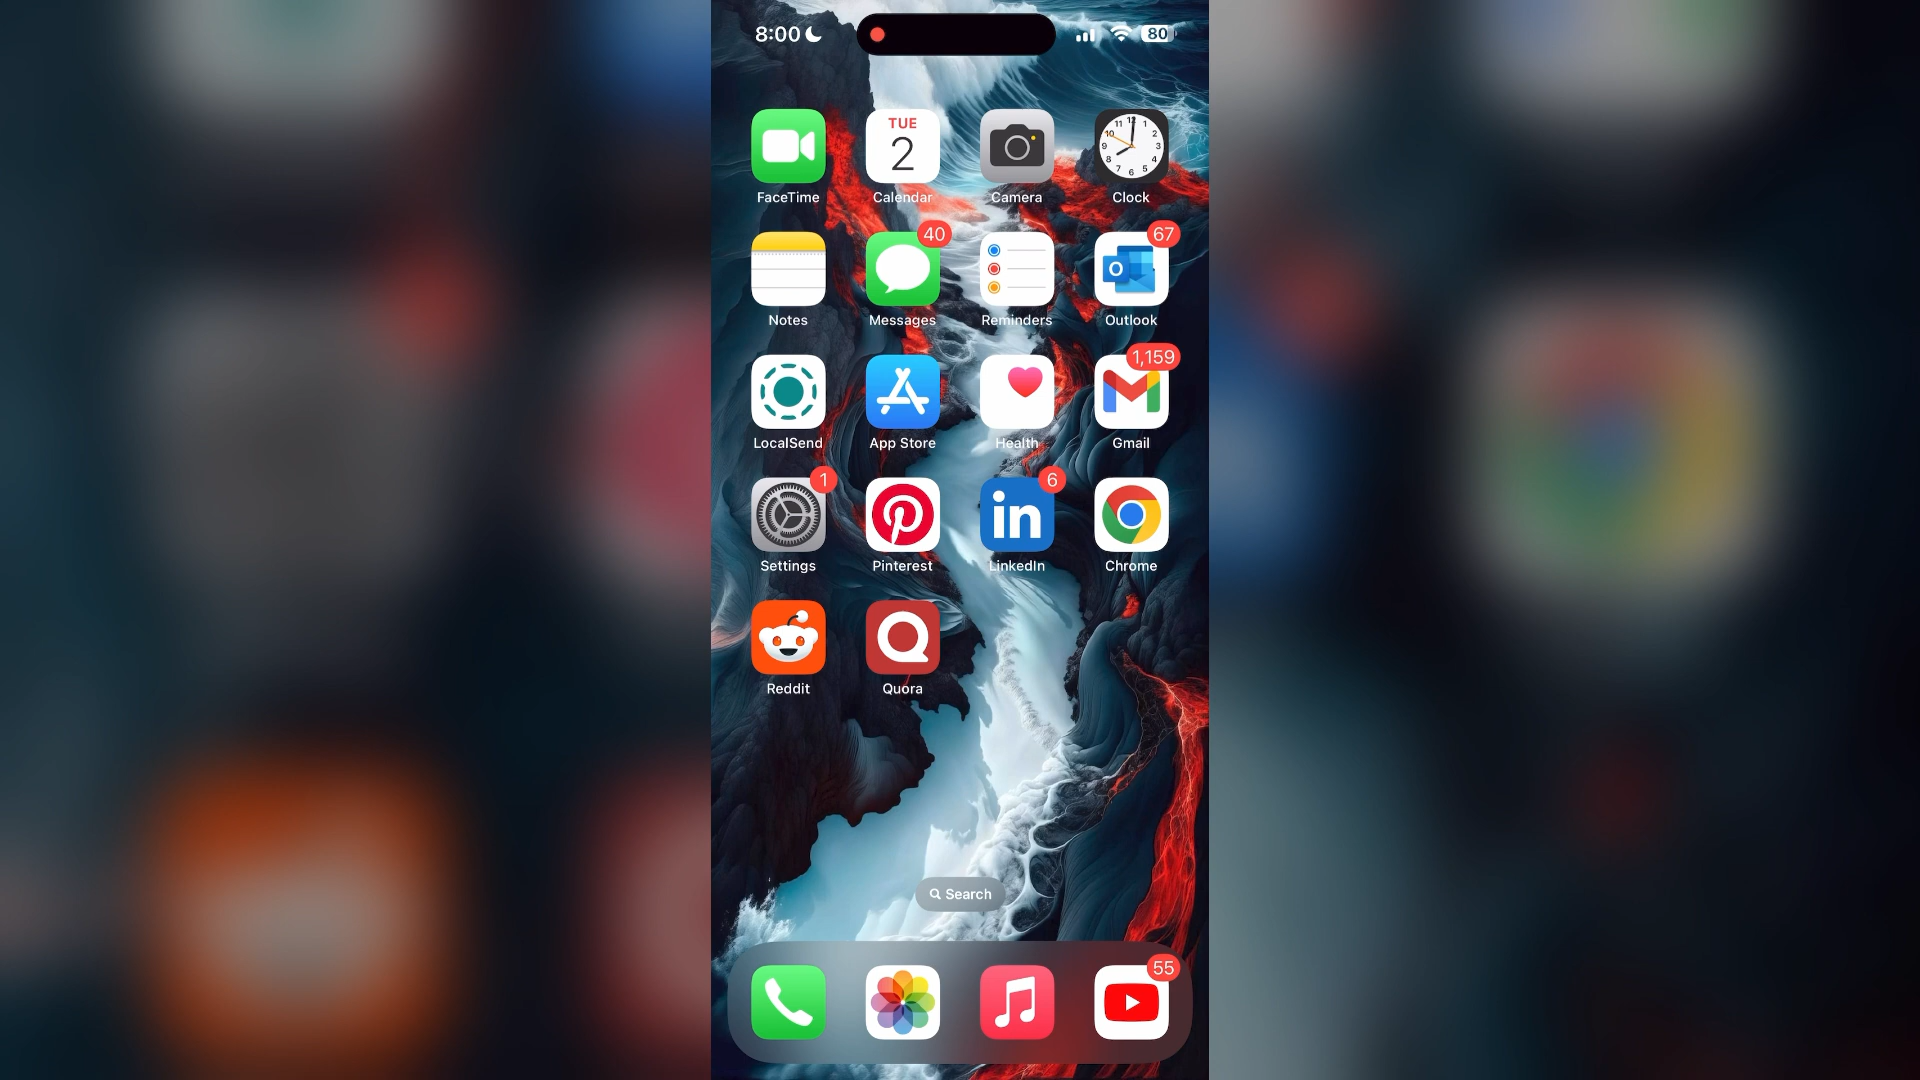 8:00 80
TUE
2
FaceTime Calendar Camera Clock
40 67
Notes Messages Reminders Outlook
1,159
LocalSend App Store Health Gmail
1 6
in
Settings Pinterest LinkedIn Chrome
Reddit Quora
Search
55